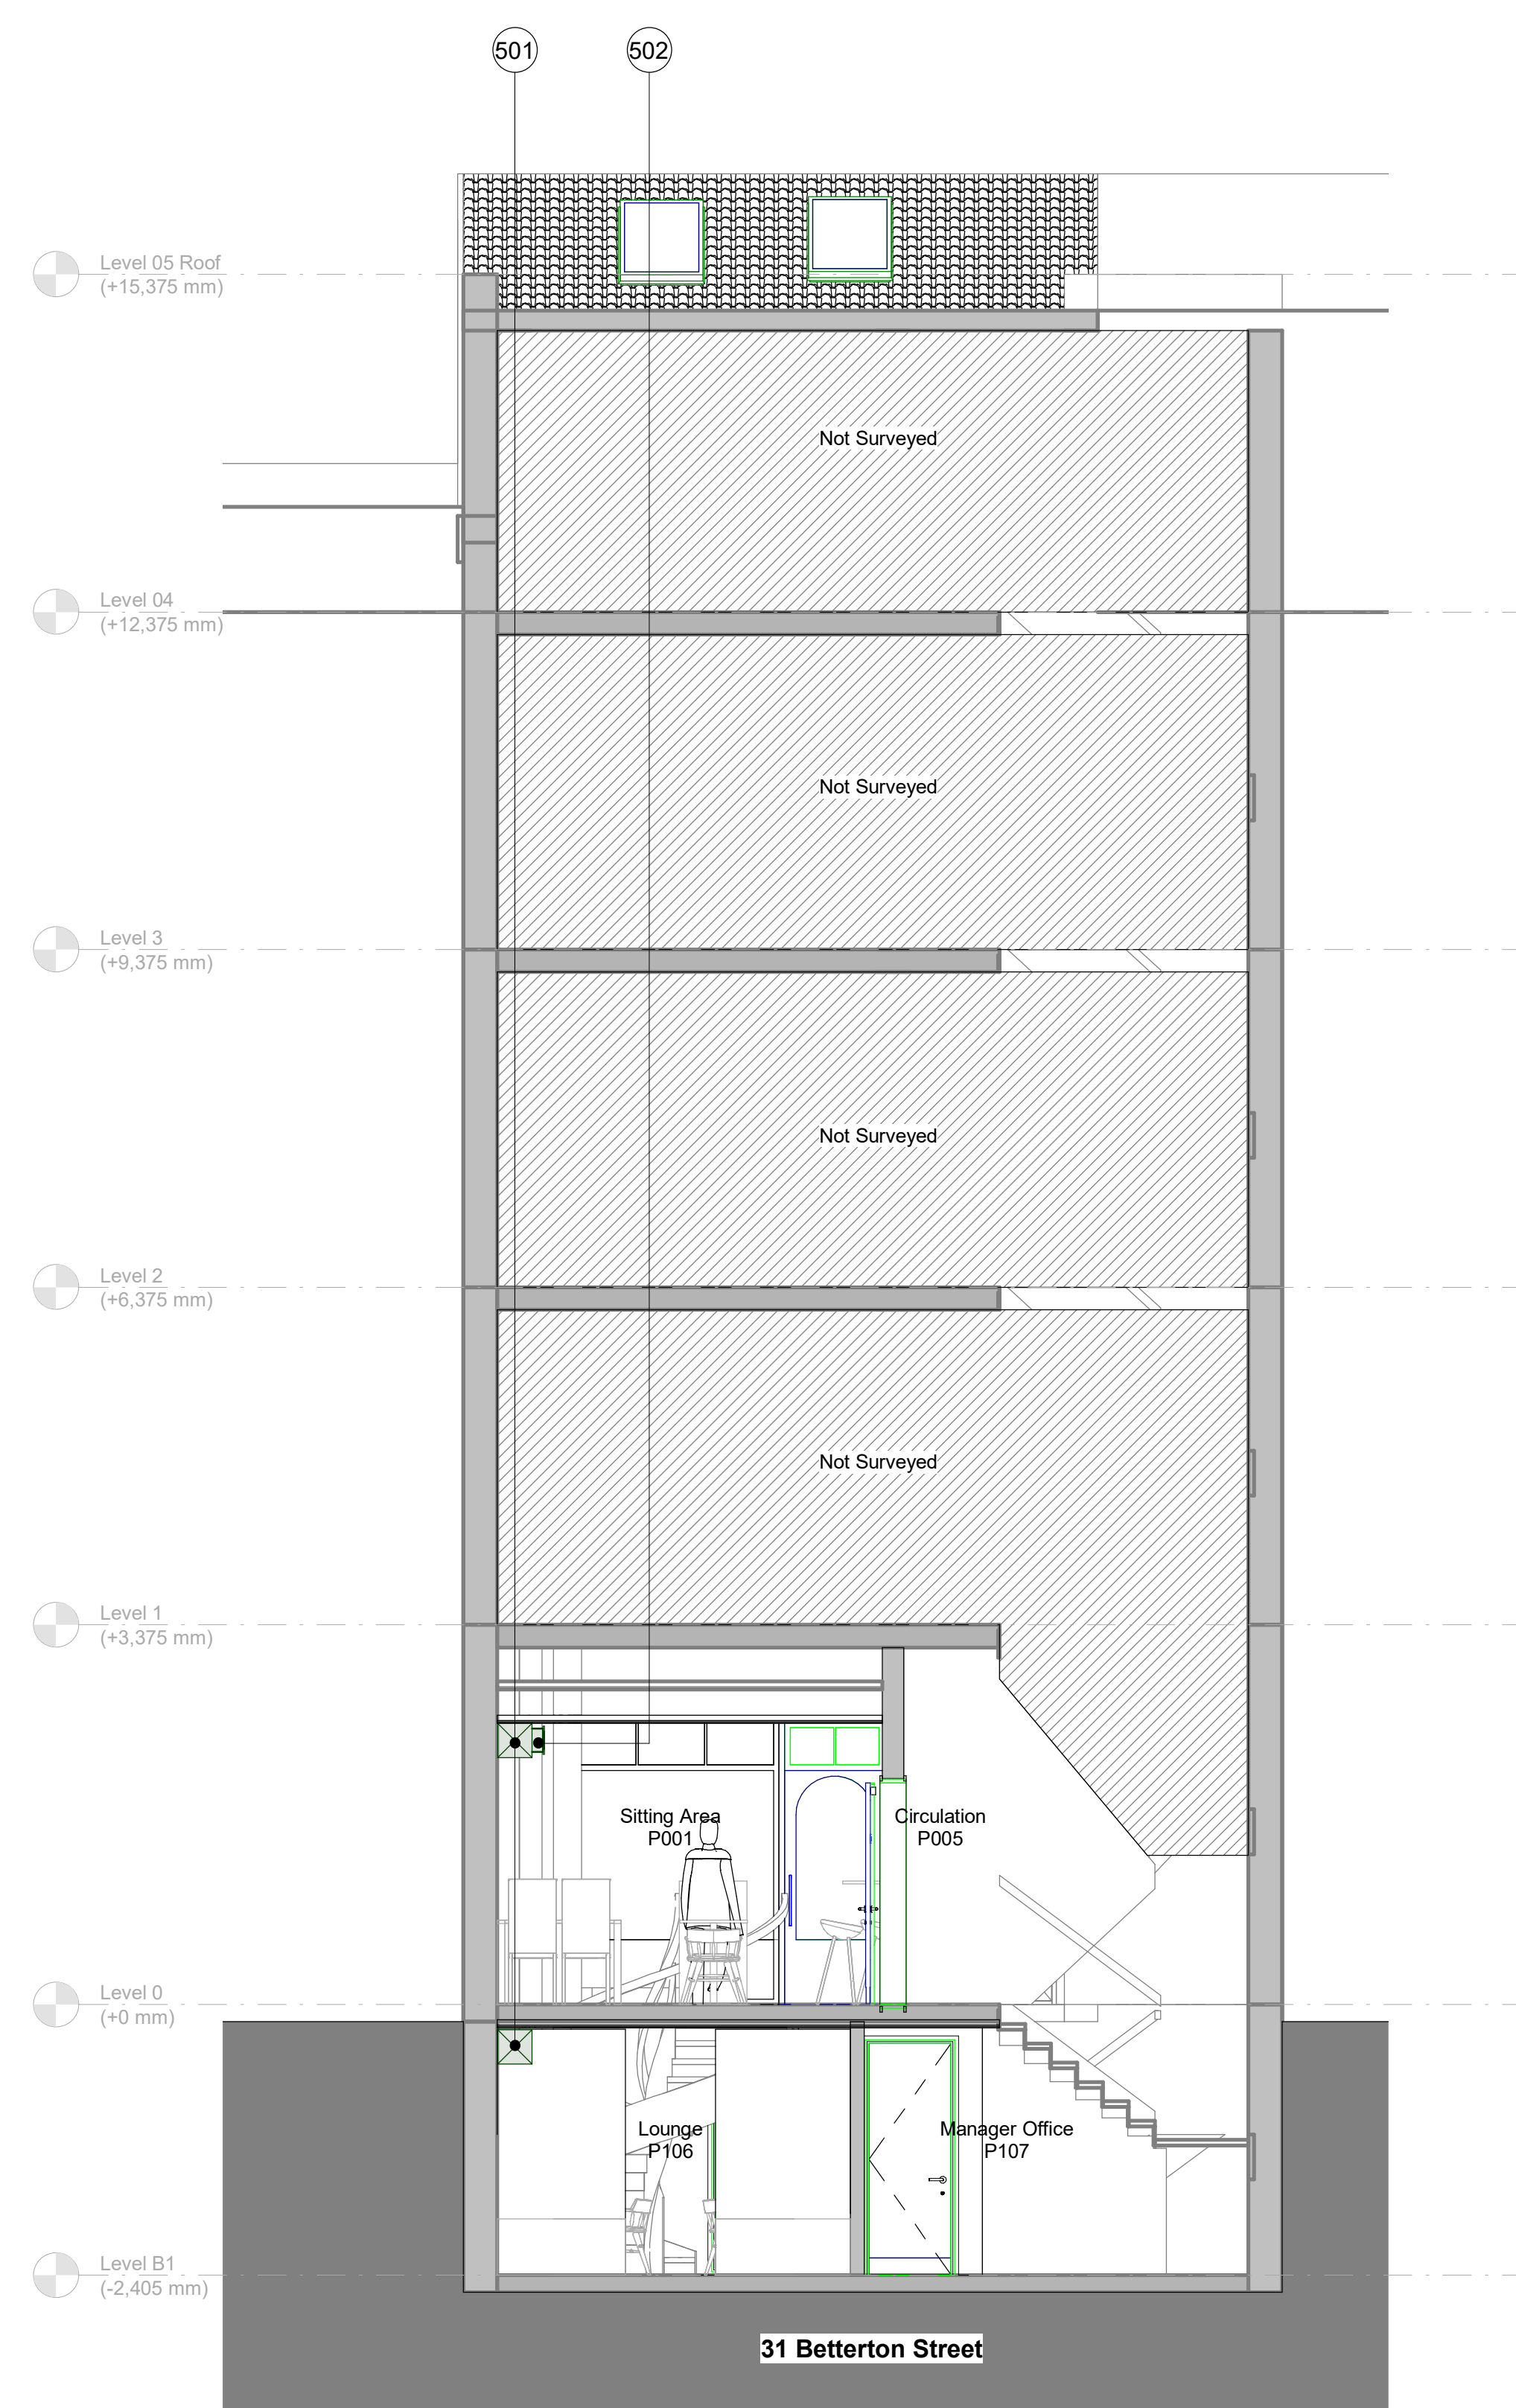 501
502
Level 05 Roof
(+15,375 mm)
Not Surveyed
Level 04
(+12,375 mm)
Not Surveyed
Level 3
(+9,375 mm)
Not Surveyed
Level 2
(+6,375 mm)
Not Surveyed
Level 1
(+3,375 mm)
Sitting Area
P001
Circulation
P005
Level 0
(+0 mm)
Lounge
P106
Manager Office
P107
Level B1
(-2,405 mm)
31 Betterton Street